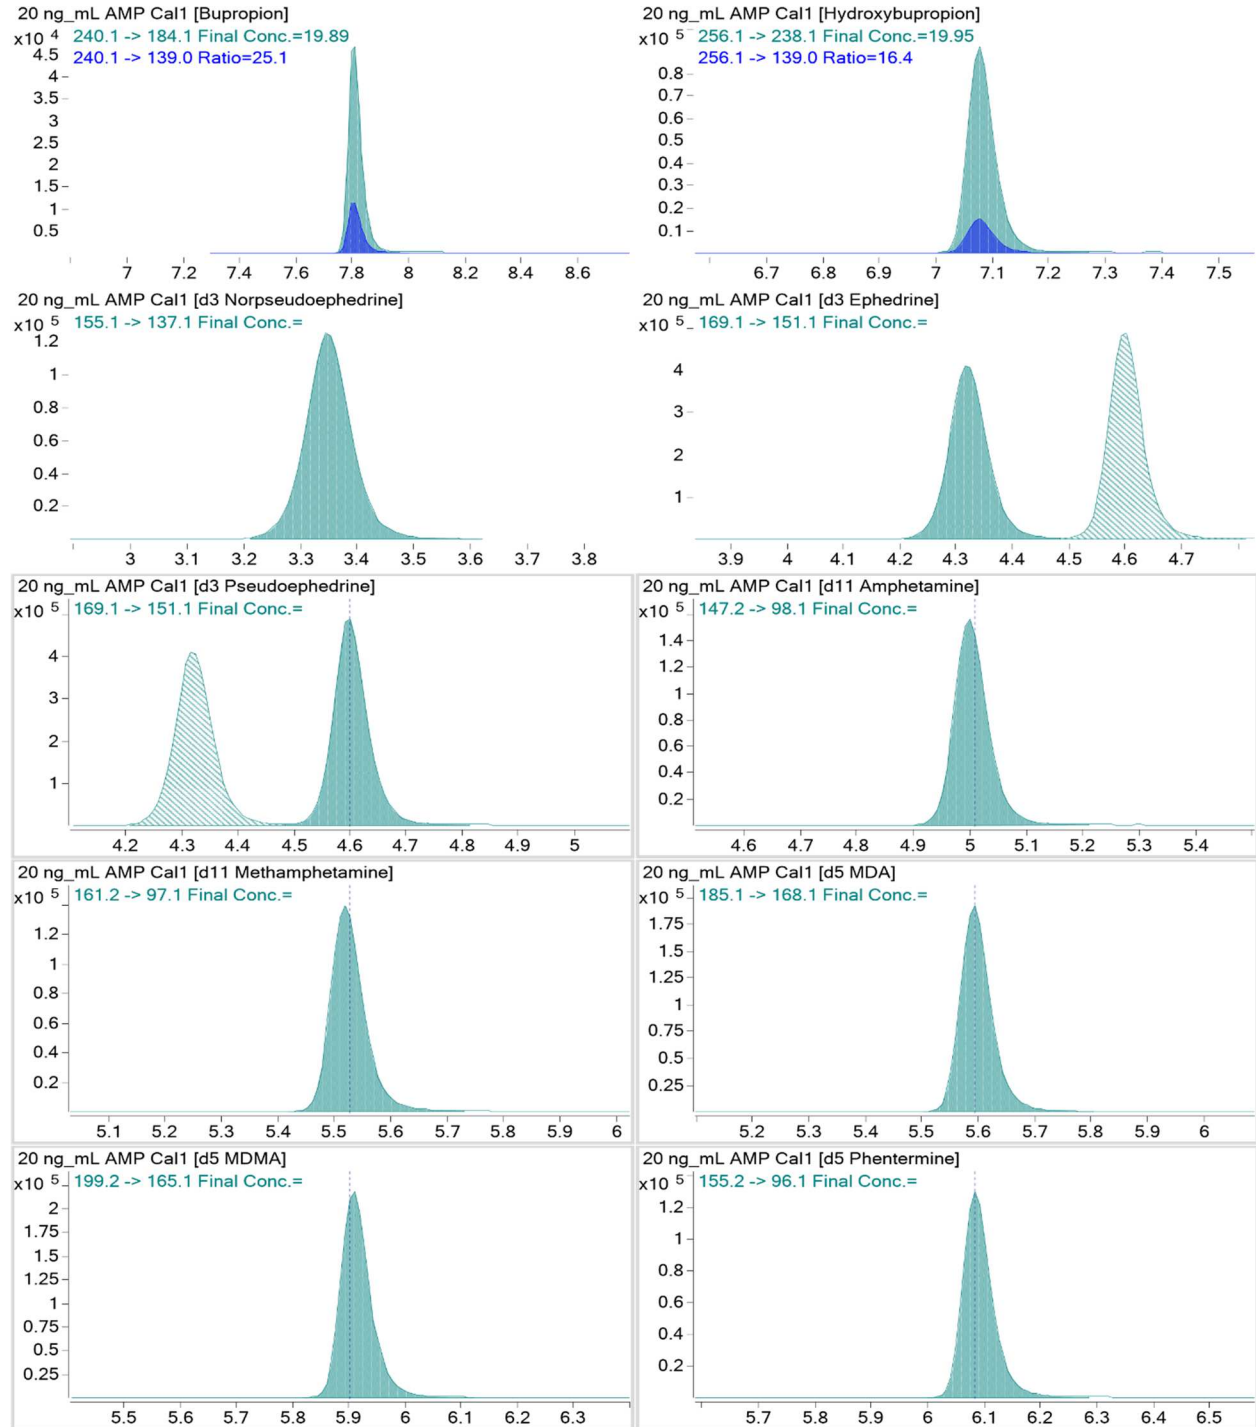 20 ng_mL AMP Cal1 [Bupropion]
x10 4
240.1 -> 184.1 Final Conc.=19.89
240.1 -> 139.0 Ratio=25.1
4.5
4
3.5
3
2.5
2
1.5
1
0.5
7 7.2 7.4 7.6 7.8 8 8.2 8.4 8.6
20 ng_mL AMP Cal1 [Hydroxybupropion]
x10 5
256.1 -> 238.1 Final Conc.=19.95
256.1 -> 139.0 Ratio=16.4
0.8
0.7
0.6
0.5
0.4
0.3
0.2
0.1
6.7 6.8 6.9 7 7.1 7.2 7.3 7.4 7.5
20 ng_mL AMP Cal1 [d3 Norpseudoephedrine]
x10 5
155.1 -> 137.1 Final Conc.=
1.2
1
0.8
0.6
0.4
0.2
3 3.1 3.2 3.3 3.4 3.5 3.6 3.7 3.8
20 ng_mL AMP Cal1 [d3 Ephedrine]
x10 5
169.1 -> 151.1 Final Conc.=
4
3
2
1
3.9 4 4.1 4.2 4.3 4.4 4.5 4.6 4.7
20 ng_mL AMP Cal1 [d3 Pseudoephedrine]
x10 5
169.1 -> 151.1 Final Conc.=
4
3
2
1
4.2 4.3 4.4 4.5 4.6 4.7 4.8 4.9 5
20 ng_mL AMP Cal1 [d11 Amphetamine]
x10 5
147.2 -> 98.1 Final Conc.=
1.4
1.2
1
0.8
0.6
0.4
0.2
4.6 4.7 4.8 4.9 5 5.1 5.2 5.3 5.4
20 ng_mL AMP Cal1 [d11 Methamphetamine]
x10 5
161.2 -> 97.1 Final Conc.=
1.2
1
0.8
0.6
0.4
0.2
5.1 5.2 5.3 5.4 5.5 5.6 5.7 5.8 5.9 6
20 ng_mL AMP Cal1 [d5 MDA]
x10 5
185.1 -> 168.1 Final Conc.=
1.75
1.5
1.25
1
0.75
0.5
0.25
5.2 5.3 5.4 5.5 5.6 5.7 5.8 5.9 6
20 ng_mL AMP Cal1 [d5 MDMA]
x10 5
199.2 -> 165.1 Final Conc.=
2
1.75
1.5
1.25
1
0.75
0.5
0.25
5.5 5.6 5.7 5.8 5.9 6 6.1 6.2 6.3
20 ng_mL AMP Cal1 [d5 Phentermine]
x10 5
155.2 -> 96.1 Final Conc.=
1.2
1
0.8
0.6
0.4
0.2
5.7 5.8 5.9 6 6.1 6.2 6.3 6.4 6.5